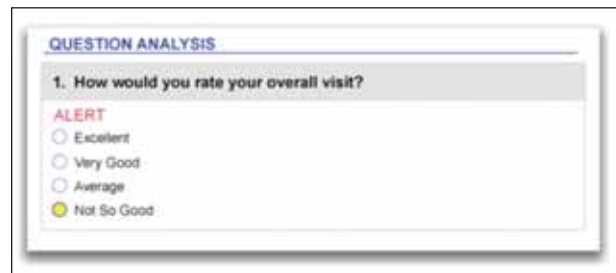 QUESTION ANALYSIS
1. How would you rate your overall visit?
ALERT
Excellent
Very Good
Average
Not So Good